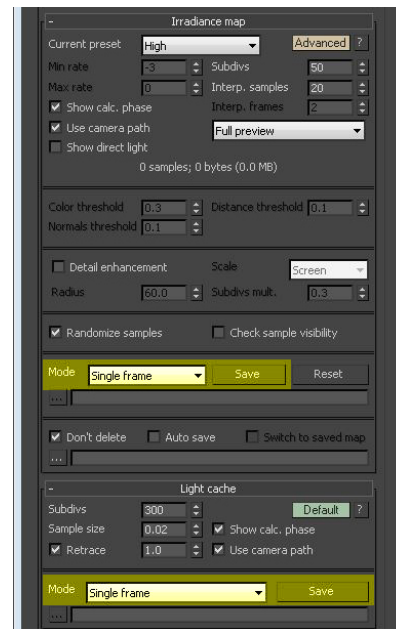 - Irradiance map
Current preset High Advanced ?
Min rate -3 Subdivs 50
Max rate 0 Interp. samples 20
Show calc. phase Interp. frames 2
Use camera path Full preview
Show direct light
0 samples; 0 bytes (0.0 MB)
Color threshold 0.3 Distance threshold 0.1
Normals threshold 0.1
Detail enhancement Scale Screen
Radius 60.0 Subdivs mult. 0.3
Randomize samples Check sample visibility
Mode Single frame Save Reset
...
Don't delete Auto save Switch to saved map
...
- Light cache
Subdivs 300 Default ?
Sample size 0.02 Show calc. phase
Retrace 1.0 Use camera path
Mode Single frame Save
...